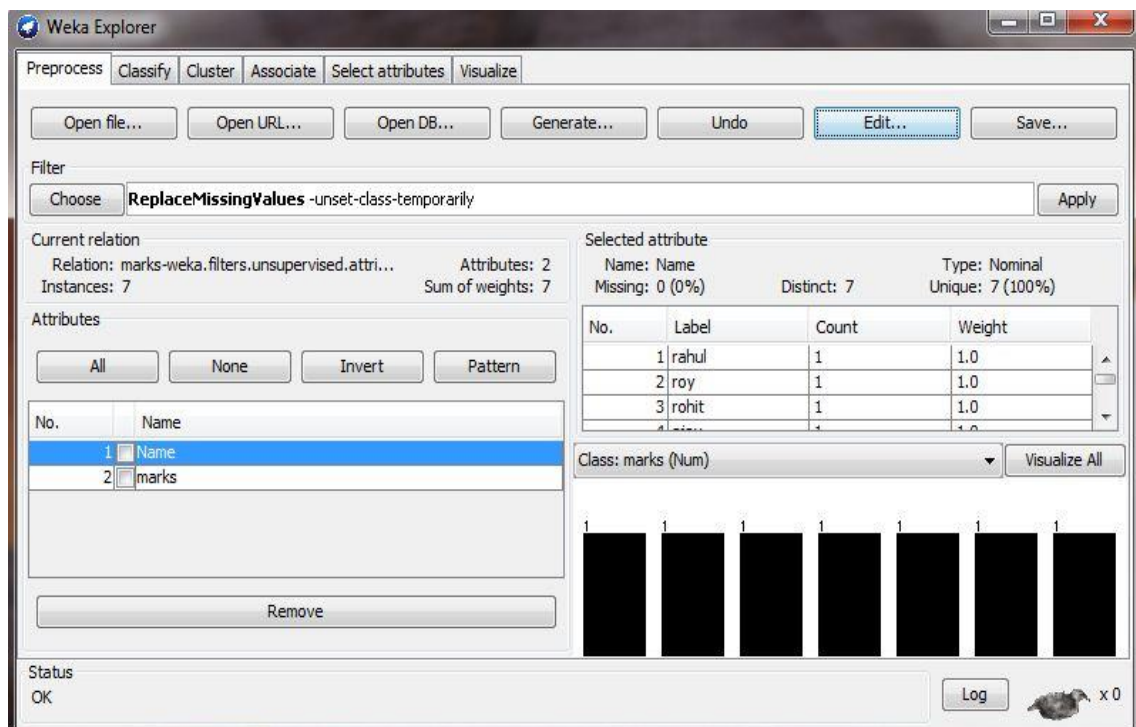 Weka Explorer
Preprocess Classify Cluster Associate Select attributes Visualize
Open file... Open URL... Open DB... Generate... Undo Edit... Save...
Filter
Choose ReplaceMissingValues -unset-class-temporarily Apply
Current relation
Relation: marks-weka.filters.unsupervised.attri... Attributes: 2
Instances: 7 Sum of weights: 7
Attributes
All None Invert Pattern
No. Name
1 Name
2 marks
Remove
Selected attribute
Name: Name Type: Nominal
Missing: 0 (0%) Distinct: 7 Unique: 7 (100%)
No. Label Count Weight
1 rahul 1 1.0
2 roy 1 1.0
3 rohit 1 1.0
Class: marks (Num) Visualize All
1 1 1 1 1 1 1
Status
OK
Log x 0